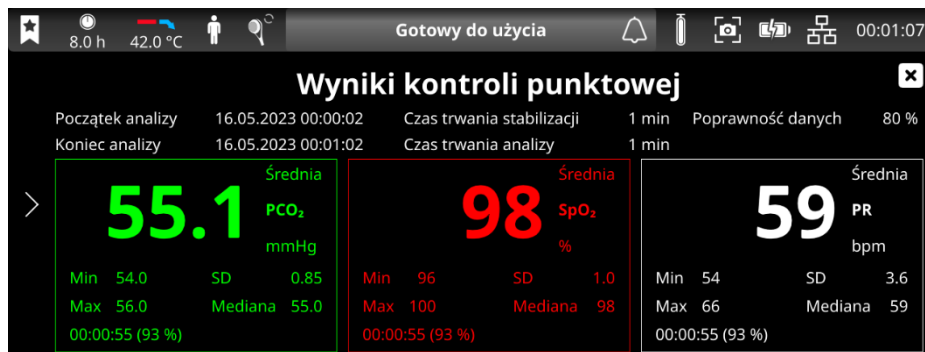 8.0 h 42.0 °C Gotowy do użycia 00:01:07
Wyniki kontroli punktowej
Początek analizy 16.05.2023 00:00:02 Czas trwania stabilizacji 1 min Poprawność danych 80 %
Koniec analizy 16.05.2023 00:01:02 Czas trwania analizy 1 min
55.1 Średnia PCO₂ mmHg
Min 54.0 SD 0.85
Max 56.0 Mediana 55.0
00:00:55 (93 %)
98 Średnia SpO₂ %
Min 96 SD 1.0
Max 100 Mediana 98
00:00:55 (93 %)
59 Średnia PR bpm
Min 54 SD 3.6
Max 66 Mediana 59
00:00:55 (93 %)